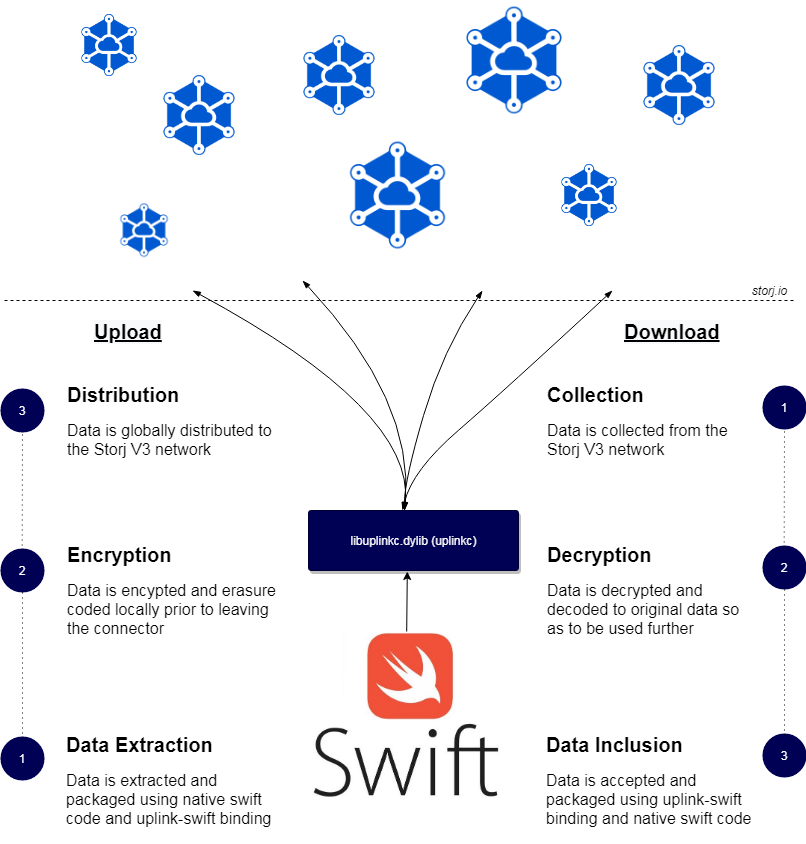 storj.io
Upload
3
Distribution
Data is globally distributed to
the Storj V3 network
2
Encryption
Data is encypted and erasure
coded locally prior to leaving
the connector
1
Data Extraction
Data is extracted and
packaged using native swift
code and uplink-swift binding
libuplinkc.dylib (uplinkc)
Swift
Download
1
Collection
Data is collected from the
Storj V3 network
2
Decryption
Data is decrypted and
decoded to original data so
as to be used further
3
Data Inclusion
Data is accepted and
packaged using uplink-swift
binding and native swift code